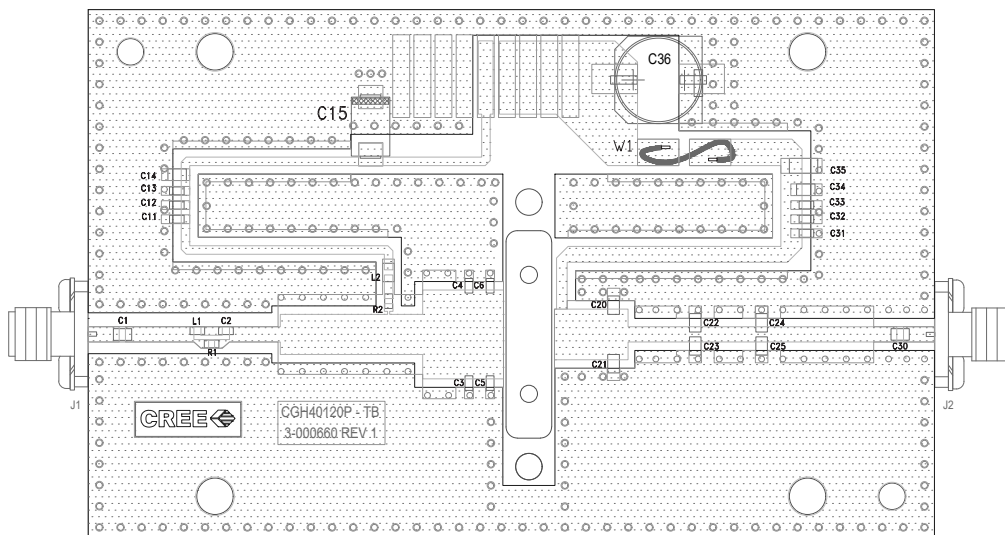 C36
C15
W1
C14
C13
C12
C11
C35
C34
C33
C32
C31
L2
R2
C4 C6
C20
C1
L1
C2
R1
C22
C24
C23
C25
C30
C21
C3 C5
J1
J2
CREE
CGH40120P - TB
3-000660 REV 1